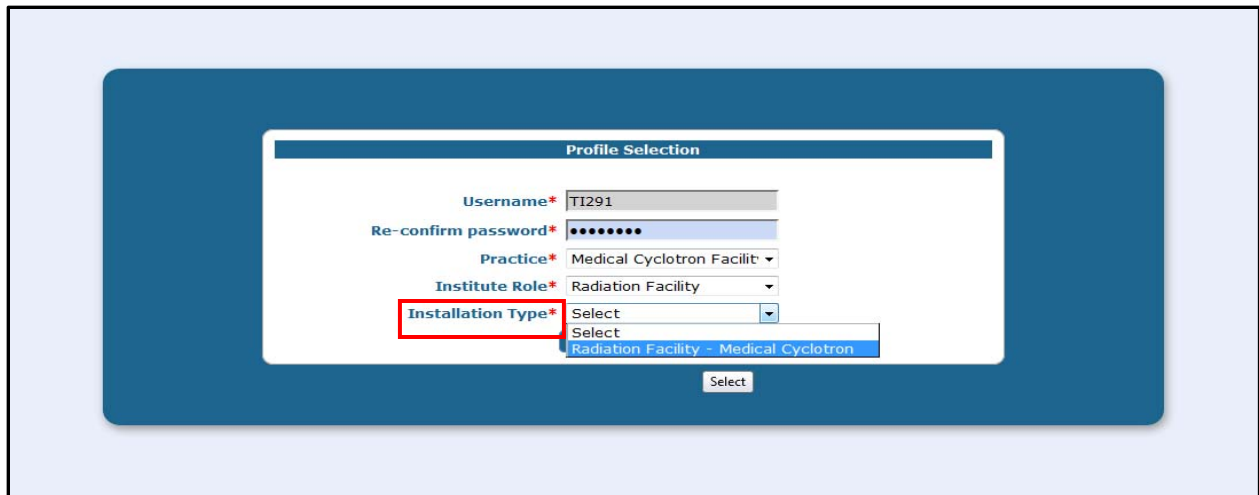 Profile Selection
Username* TI291
Re-confirm password* ••••••••
Practice* Medical Cyclotron Facilit
Institute Role* Radiation Facility
Installation Type* Select
Select
Radiation Facility - Medical Cyclotron
Select